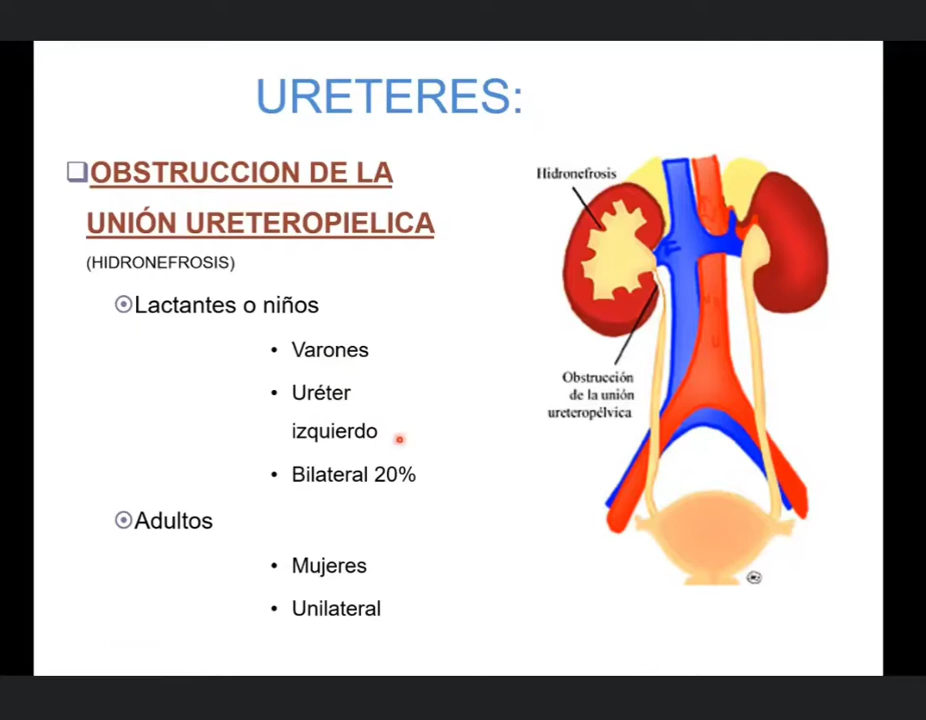 URETERES:
OBSTRUCCION DE LA
UNIÓN URETEROPIELICA
(HIDRONEFROSIS)
Lactantes o niños
• Varones
• Uréter
izquierdo
• Bilateral 20%
Adultos
• Mujeres
• Unilateral
Hidronefrosis
Obstrucción
de la unión
ureteropélvica